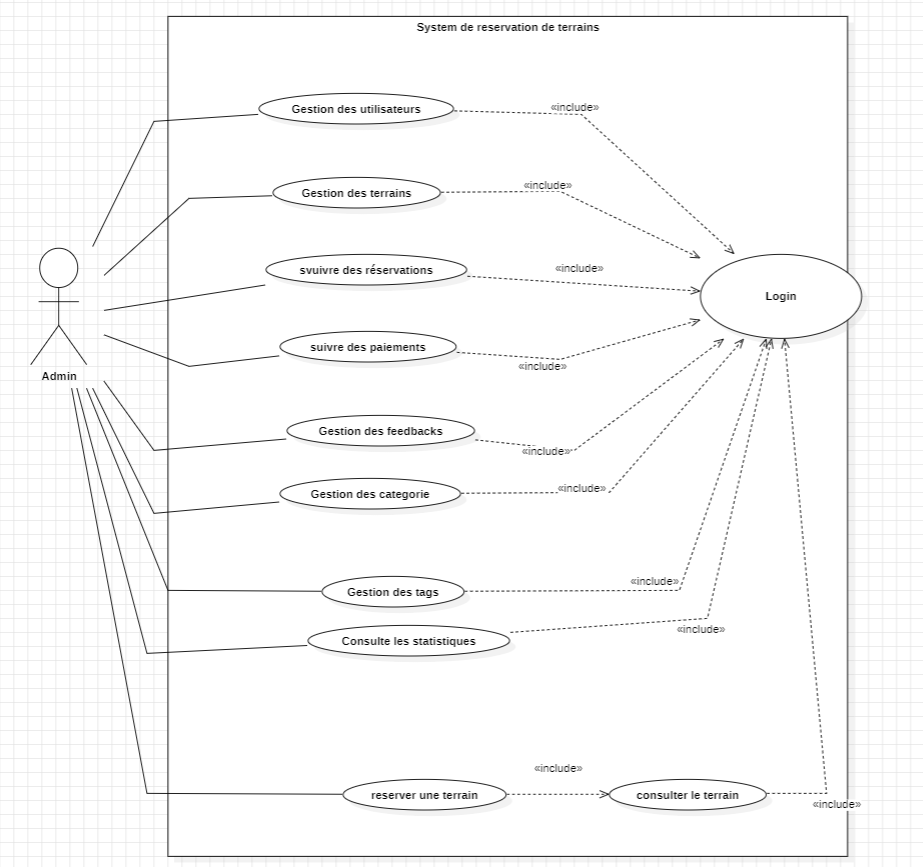 System de reservation de terrains
Gestion des utilisateurs
«include»
Gestion des terrains
«include»
svuivre des réservations
«include»
Login
suivre des paiements
«include»
Admin
Gestion des feedbacks
«include»
Gestion des categorie
«include»
Gestion des tags
«include»
Consulte les statistiques
«include»
reserver une terrain
«include»
consulter le terrain
«include»